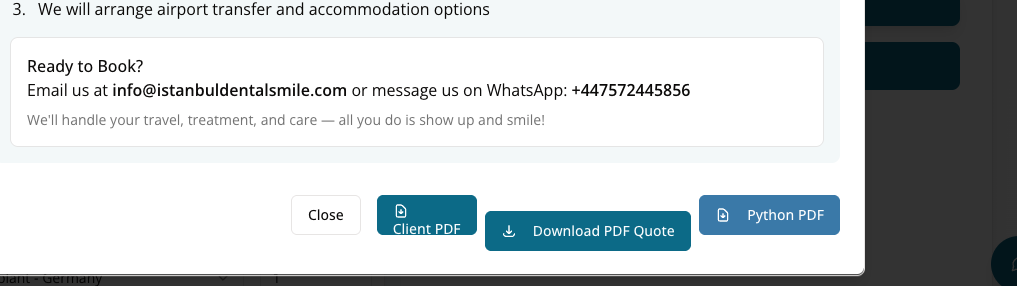 3. We will arrange airport transfer and accommodation options
Ready to Book?
Email us at info@istanbuldentalsmile.com or message us on WhatsApp: +447572445856
We'll handle your travel, treatment, and care — all you do is show up and smile!
Close
Client PDF
Download PDF Quote
Python PDF
plant - Germany
1